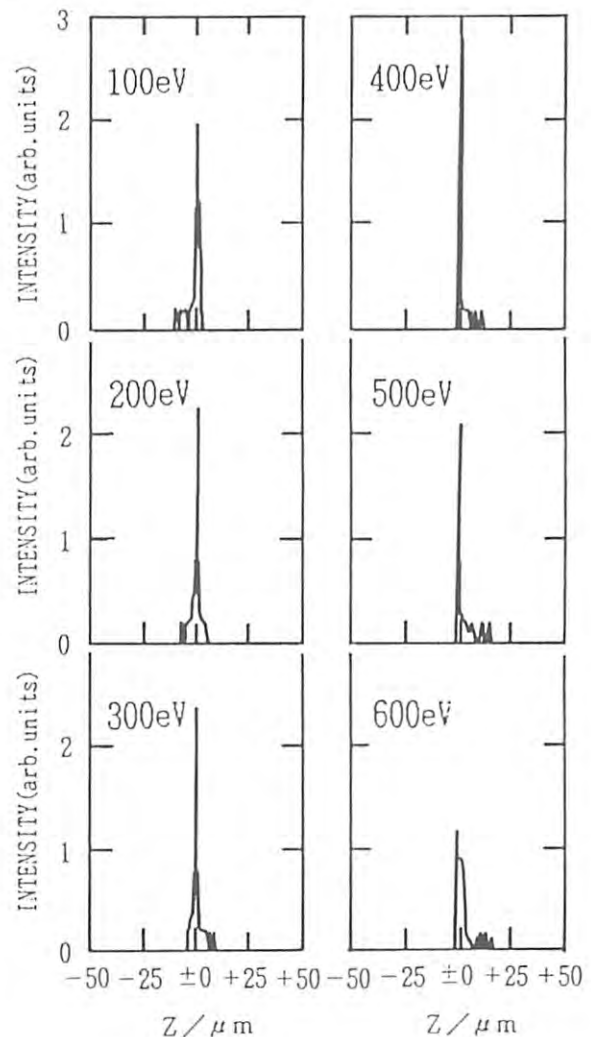 3
INTENSITY(arb.units)
2
1
0
100eV
400eV
INTENSITY(arb.units)
2
1
0
200eV
500eV
INTENSITY(arb.units)
2
1
0
300eV
600eV
−50 −25 ±0 +25 +50 −50 −25 ±0 +25 +50
Z／μm Z／μm